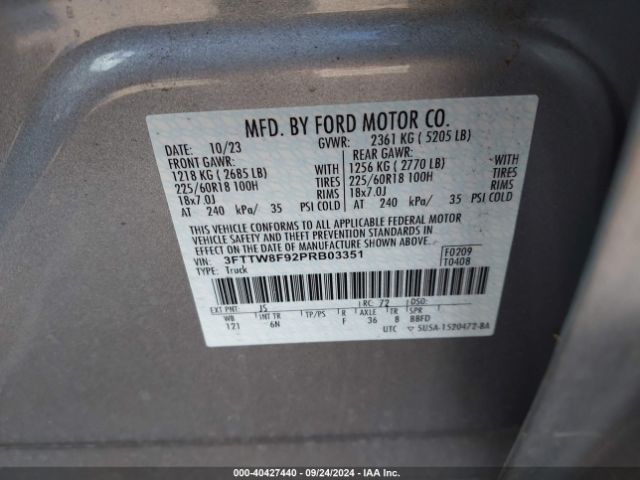 MFD. BY FORD MOTOR CO.
DATE: 10/23 GVWR: 2361 KG ( 5205 LB)
FRONT GAWR: REAR GAWR:
1218 KG ( 2685 LB) WITH 1256 KG ( 2770 LB) WITH
225/60R18 100H TIRES 225/60R18 100H TIRES
18x7.0J RIMS 18x7.0J RIMS
AT 240 kPa/ 35 PSI COLD AT 240 kPa/ 35 PSI COLD
THIS VEHICLE CONFORMS TO ALL APPLICABLE FEDERAL MOTOR
VEHICLE SAFETY AND THEFT PREVENTION STANDARDS IN
EFFECT ON THE DATE OF MANUFACTURE SHOWN ABOVE.
VIN: 3FTTW8F92PRB03351 F0209
TYPE: Truck T0408
EXT PNT: JS RC: 72 DSO:
WB INT TR TP/PS R AXLE TR SPR
121 6N F 36 8 BBFD
UTC 5U5A-1520472-BA
000-40427440 - 09/24/2024 - IAA Inc.